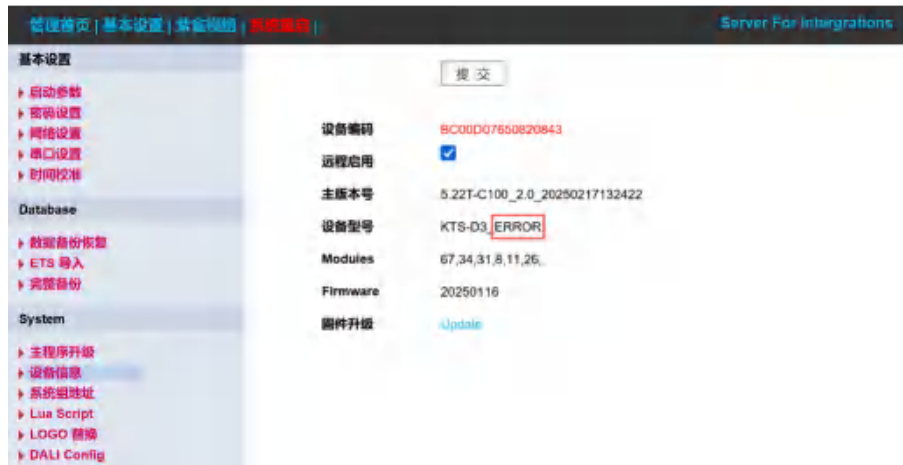 管理首页 | 基本设置 | 紫蜜视图 | 系统重启 |
Server For Intergrations
基本设置
启动参数
密码设置
网络设置
串口设置
时间校准
Database
数据备份恢复
ETS 导入
完整备份
System
主程序升级
设备信息
系统组地址
Lua Script
LOGO 替换
DALI Config
提 交
设备编码 BC00D07650820843
远程启用
主版本号 5.22T-C100_2.0_20250217132422
设备型号 KTS-D3_ERROR
Modules 67,34,31,8,11,26,
Firmware 20250116
固件升级 Update